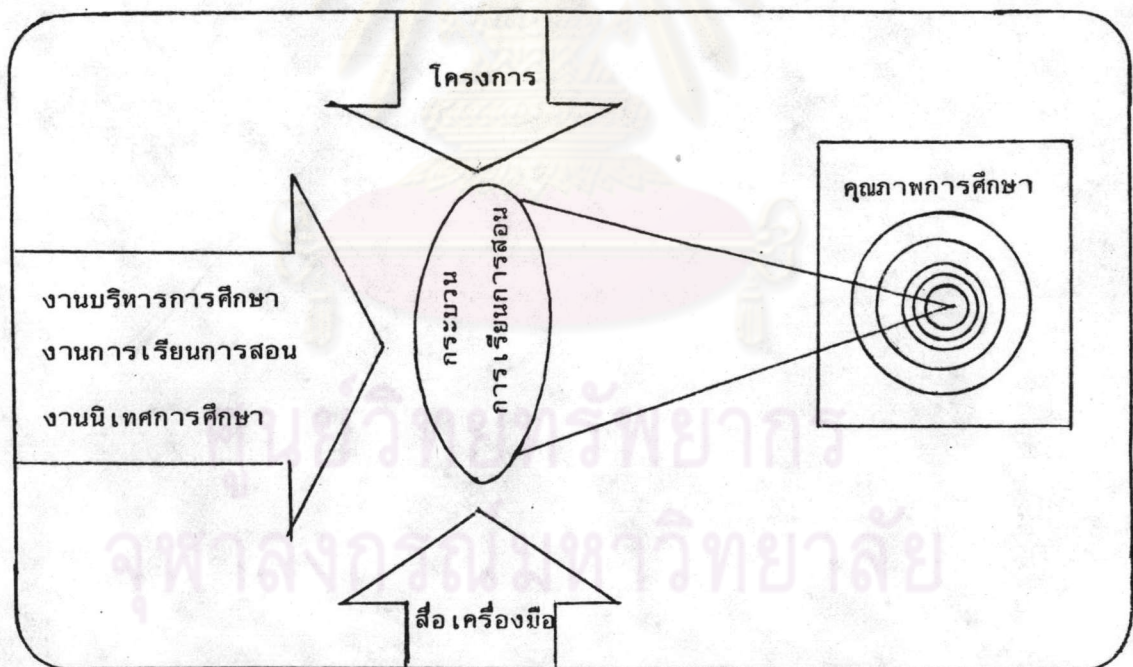 โครงการ
คุณภาพการศึกษา
งานบริหารการศึกษา
งานการเรียนการสอน
งานนิเทศการศึกษา
กระบวน
การเรียนการสอน
สื่อเครื่องมือ
ศูนย์วิทยทรัพยากร
จุฬาลงกรณ์มหาวิทยาลัย